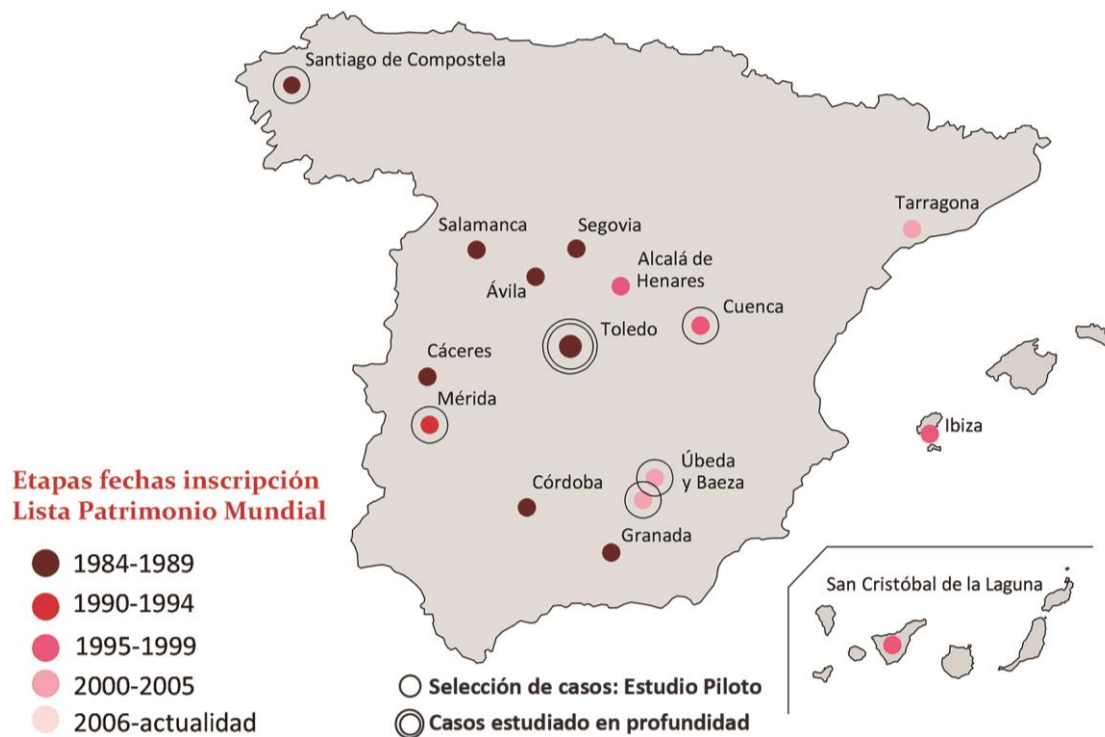 Santiago de Compostela
Tarragona
Salamanca
Segovia
Alcalá de
Henares
Ávila
Cuenca
Toledo
Cáceres
Mérida
Ibiza
Úbeda
y Baeza
Córdoba
Granada
Etapas fechas inscripción
Lista Patrimonio Mundial
1984-1989
1990-1994
1995-1999
2000-2005
2006-actualidad
San Cristóbal de la Laguna
Selección de casos: Estudio Piloto
Casos estudiado en profundidad